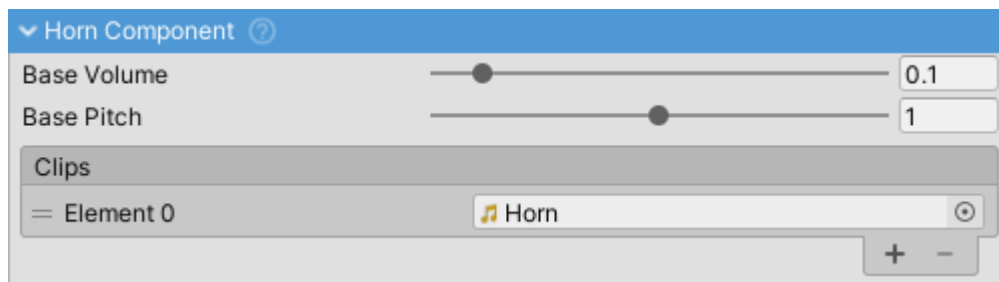 Horn Component ?
Base Volume 0.1
Base Pitch 1
Clips
Element 0 Horn